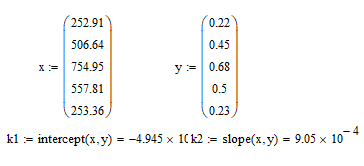 x := (252.91 506.64 754.95 557.81 253.36) y := (0.22 0.45 0.68 0.5 0.23)
k1 := intercept(x,y) = −4.945 × 10 k2 := slope(x,y) = 9.05 × 10^−4